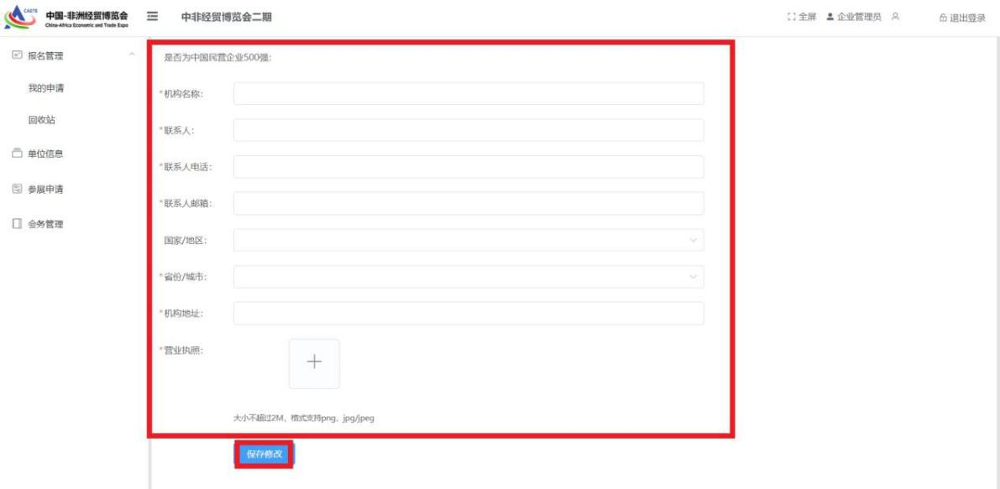 CAETE
中国-非洲经贸博览会
China-Africa Economic and Trade Expo
中非经贸博览会二期
全屏 企业管理员 退出登录
报名管理
我的申请
回收站
单位信息
参展申请
会务管理
是否为中国民营企业500强:
*机构名称:
*联系人:
*联系人电话:
*联系人邮箱:
国家/地区:
*省份/城市:
*机构地址:
*营业执照:
大小不超过2M，格式支持png，jpg/jpeg
保存修改